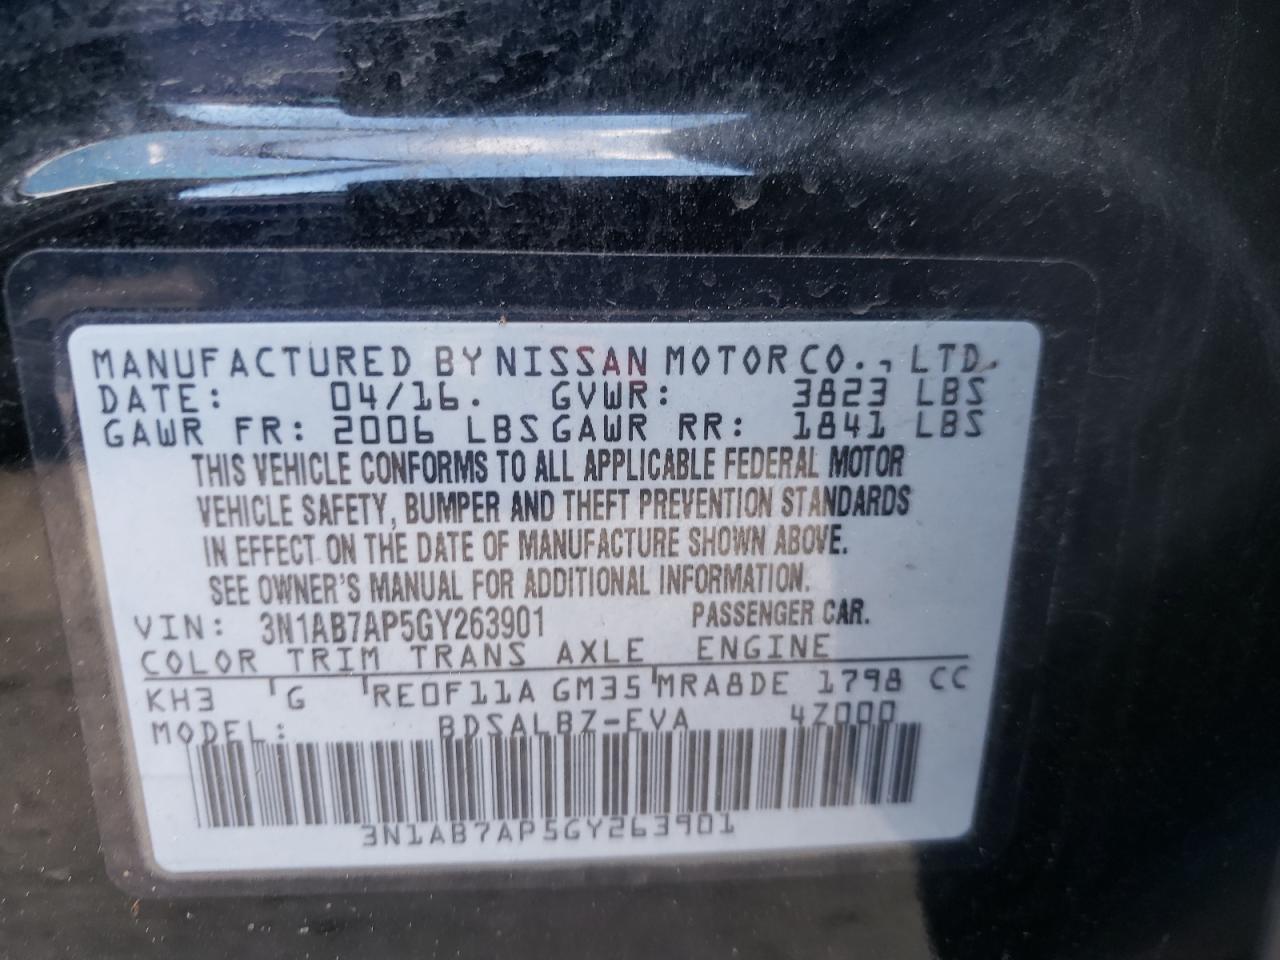 MANUFACTURED BY NISSAN MOTOR CO., LTD.
DATE: 04/16. GVWR: 3823 LBS
GAWR FR: 2006 LBS GAWR RR: 1841 LBS
THIS VEHICLE CONFORMS TO ALL APPLICABLE FEDERAL MOTOR
VEHICLE SAFETY, BUMPER AND THEFT PREVENTION STANDARDS
IN EFFECT ON THE DATE OF MANUFACTURE SHOWN ABOVE.
SEE OWNER'S MANUAL FOR ADDITIONAL INFORMATION.
VIN: 3N1AB7AP5GY263901 PASSENGER CAR.
COLOR TRIM TRANS AXLE ENGINE
KH3 G RE0F11A GM35 MRA8DE 1798 CC
MODEL: BDSALBZ-EVA 4Z000
3N1AB7AP5GY263901